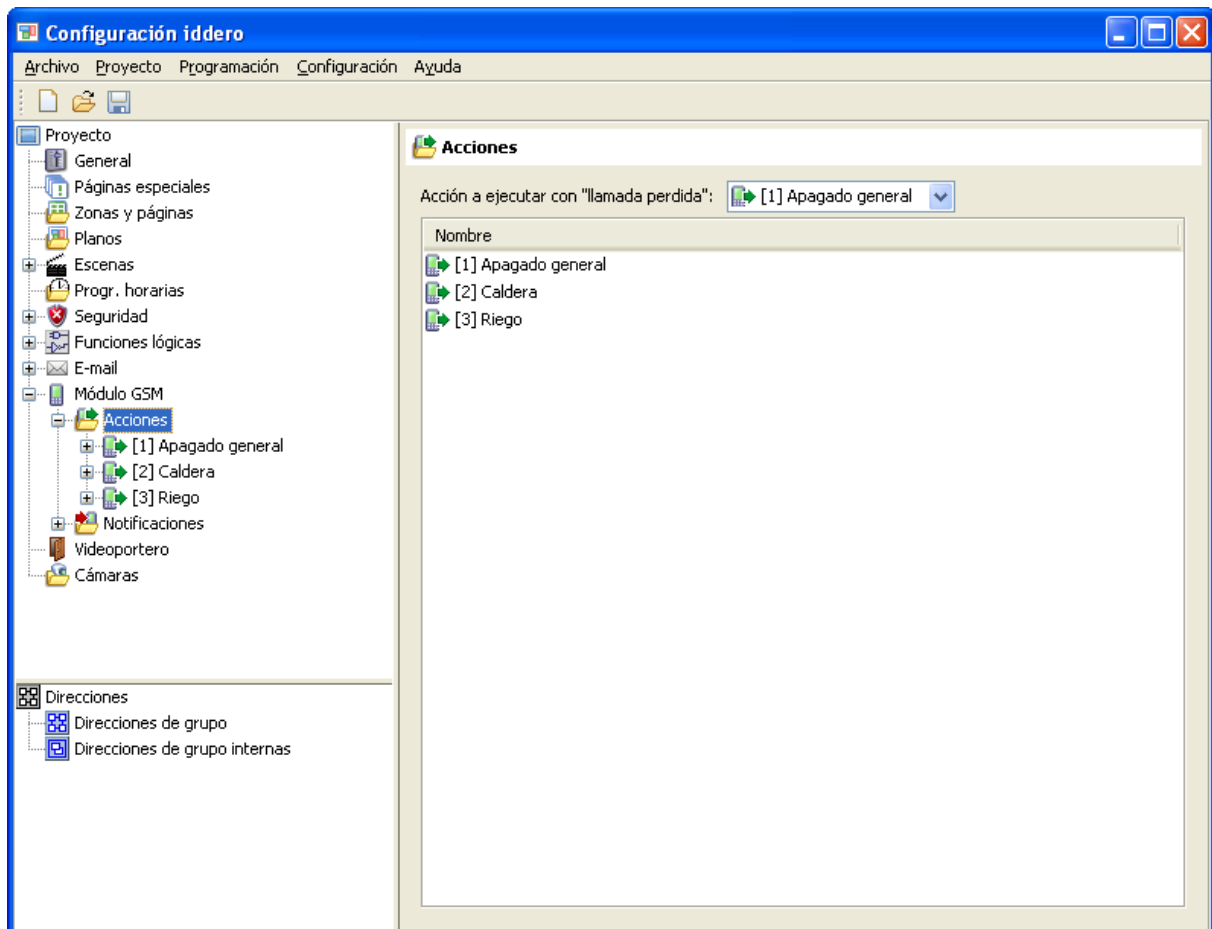 Configuración iddero
Archivo Proyecto Programación Configuración Ayuda
Proyecto
General
Páginas especiales
Zonas y páginas
Planos
Escenas
Progr. horarias
Seguridad
Funciones lógicas
E-mail
Módulo GSM
Acciones
[1] Apagado general
[2] Caldera
[3] Riego
Notificaciones
Videoportero
Cámaras
Direcciones
Direcciones de grupo
Direcciones de grupo internas
Acciones
Acción a ejecutar con "llamada perdida": [1] Apagado general
Nombre
[1] Apagado general
[2] Caldera
[3] Riego